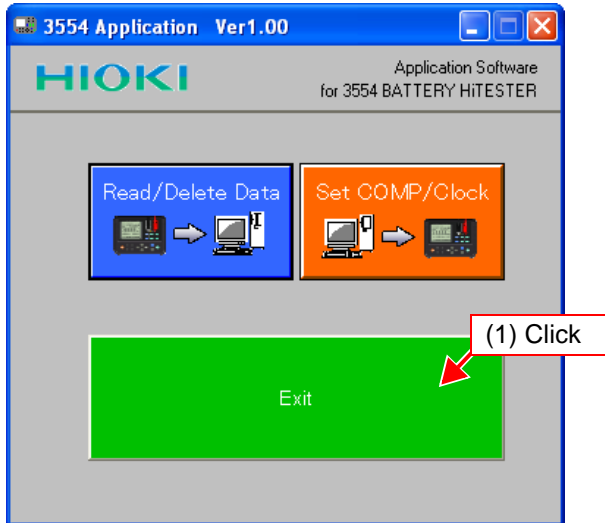 3554 Application Ver1.00
HIOKI
Application Software
for 3554 BATTERY HiTESTER
Read/Delete Data
Set COMP/Clock
(1) Click
Exit